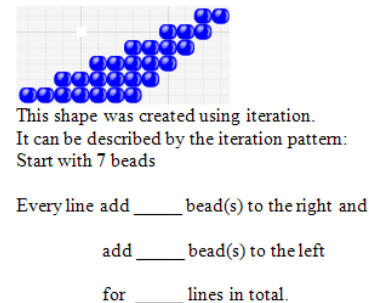 This shape was created using iteration.
It can be described by the iteration pattern:
Start with 7 beads
Every line add _____ bead(s) to the right and
add _____ bead(s) to the left
for _____ lines in total.